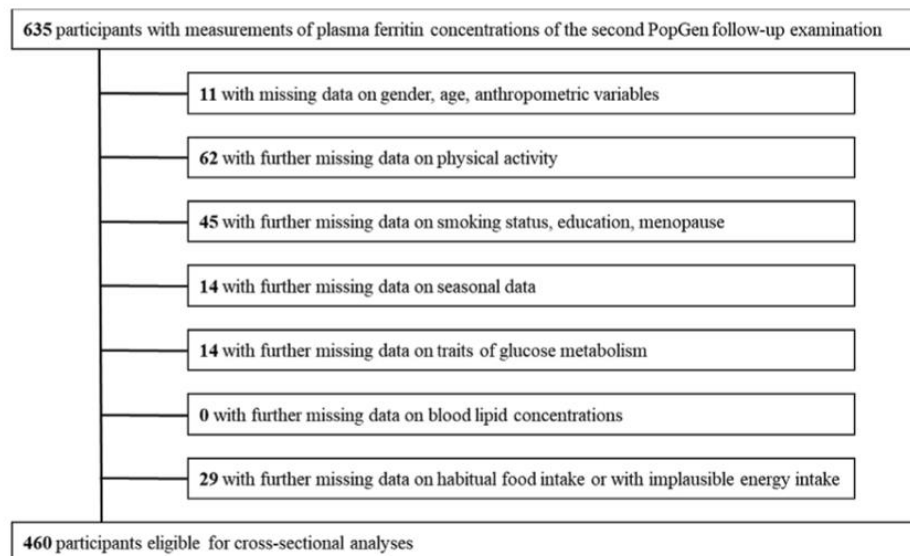 635 participants with measurements of plasma ferritin concentrations of the second PopGen follow-up examination
11 with missing data on gender, age, anthropometric variables
62 with further missing data on physical activity
45 with further missing data on smoking status, education, menopause
14 with further missing data on seasonal data
14 with further missing data on traits of glucose metabolism
0 with further missing data on blood lipid concentrations
29 with further missing data on habitual food intake or with implausible energy intake
460 participants eligible for cross-sectional analyses